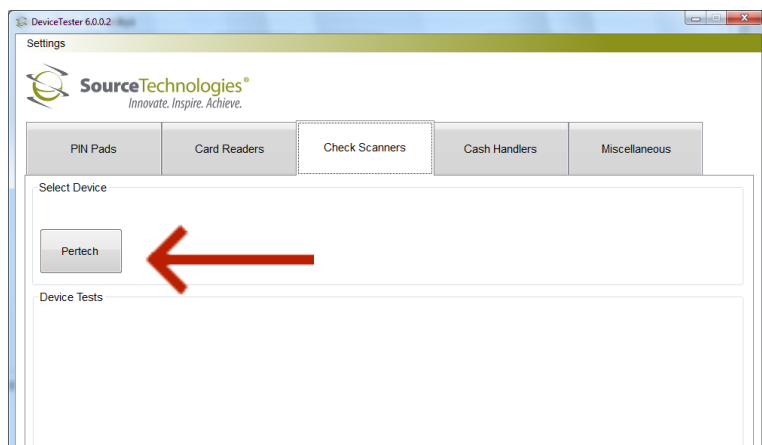 DeviceTester 6.0.0.2
Settings
SourceTechnologies®
Innovate. Inspire. Achieve.
PIN Pads Card Readers Check Scanners Cash Handlers Miscellaneous
Select Device
Pertech
Device Tests